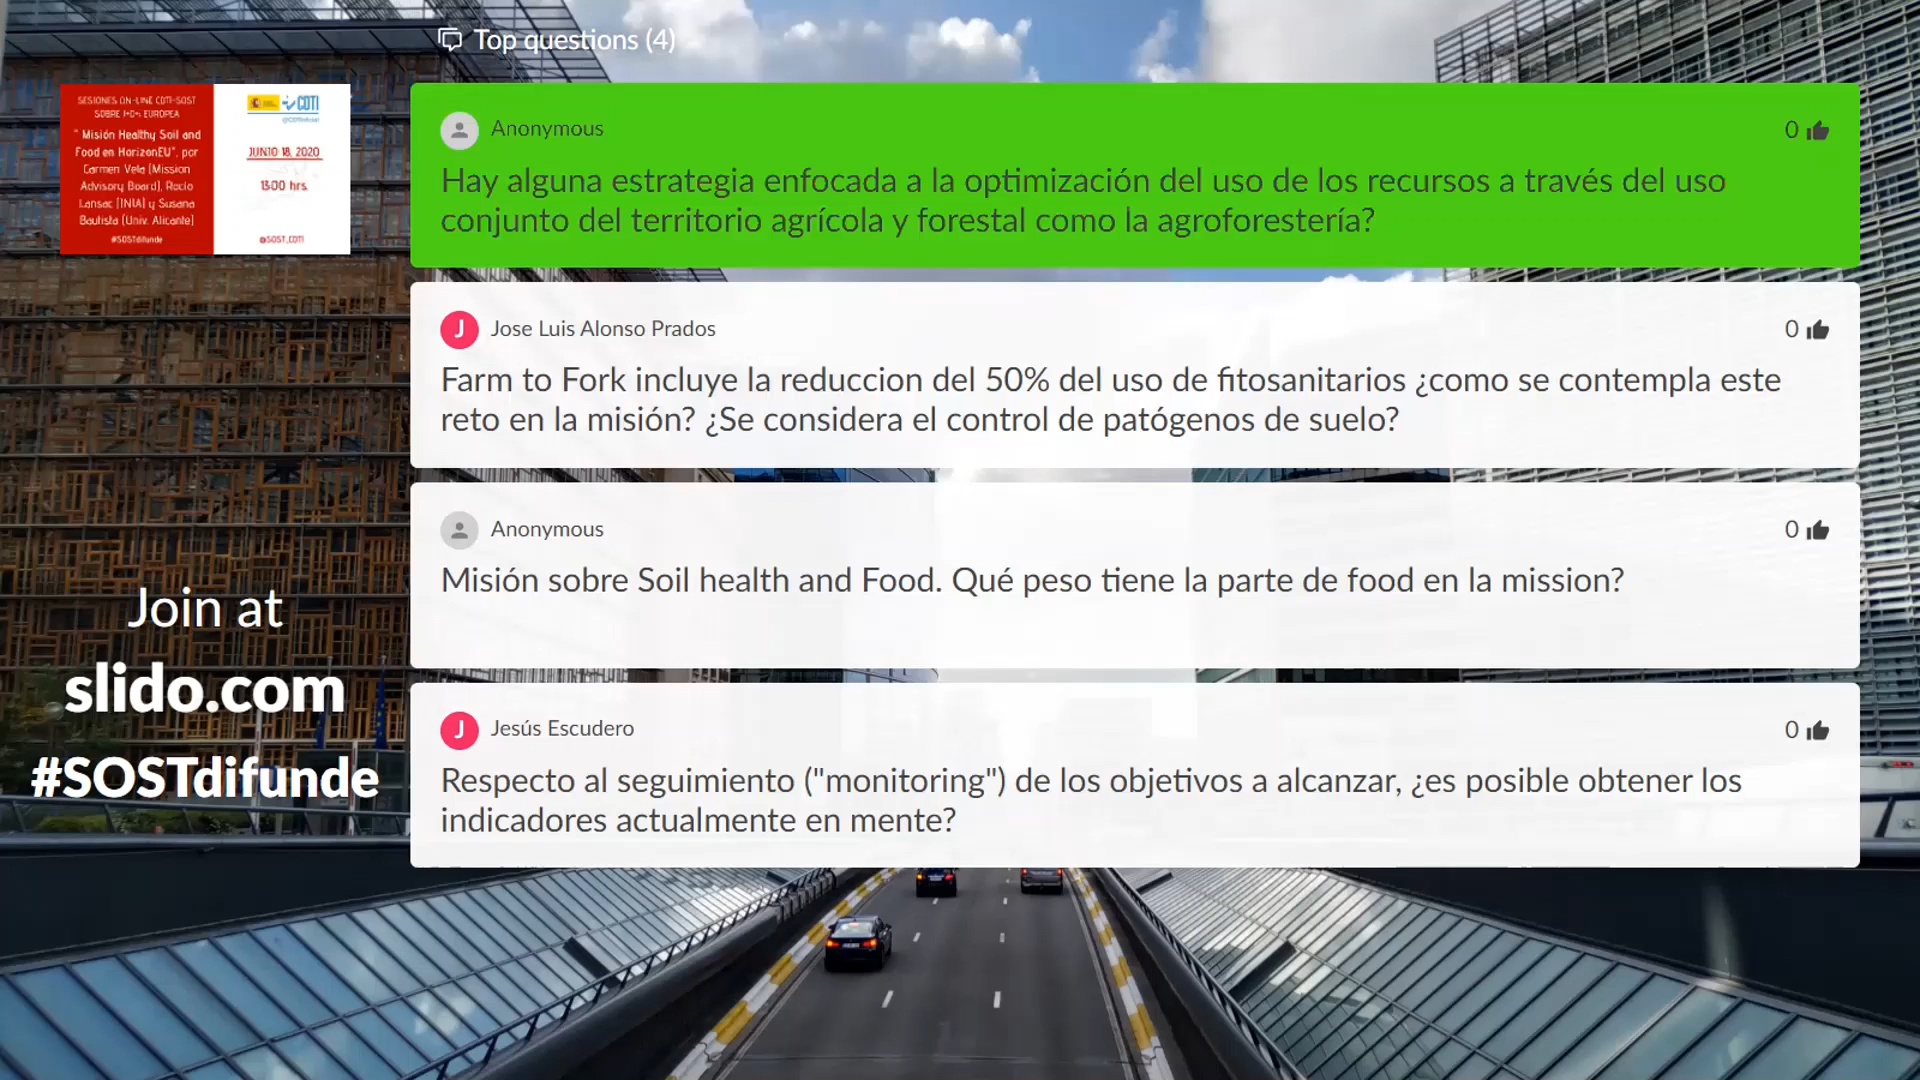 Top questions (4)
SESIONES ON-LINE CDTI-SOST
SOBRE I+D+i EUROPEA
" Misión Healthy Soil and
Food en HorizonEU", por
Carmen Vela (Mission
Advisory Board), Rocío
Lansac (INIA) y Susana
Bautista (Univ. Alicante)
#SOSTdifunde
CDTI
@CDTIoficial
JUNIO 18, 2020
13:00 hrs.
@SOST_CDTI
Anonymous
0
Hay alguna estrategia enfocada a la optimización del uso de los recursos a través del uso
conjunto del territorio agrícola y forestal como la agroforestería?
J
Jose Luis Alonso Prados
0
Farm to Fork incluye la reduccion del 50% del uso de fitosanitarios ¿como se contempla este
reto en la misión? ¿Se considera el control de patógenos de suelo?
Anonymous
0
Misión sobre Soil health and Food. Qué peso tiene la parte de food en la mission?
J
Jesús Escudero
0
Respecto al seguimiento ("monitoring") de los objetivos a alcanzar, ¿es posible obtener los
indicadores actualmente en mente?
Join at
slido.com
#SOSTdifunde